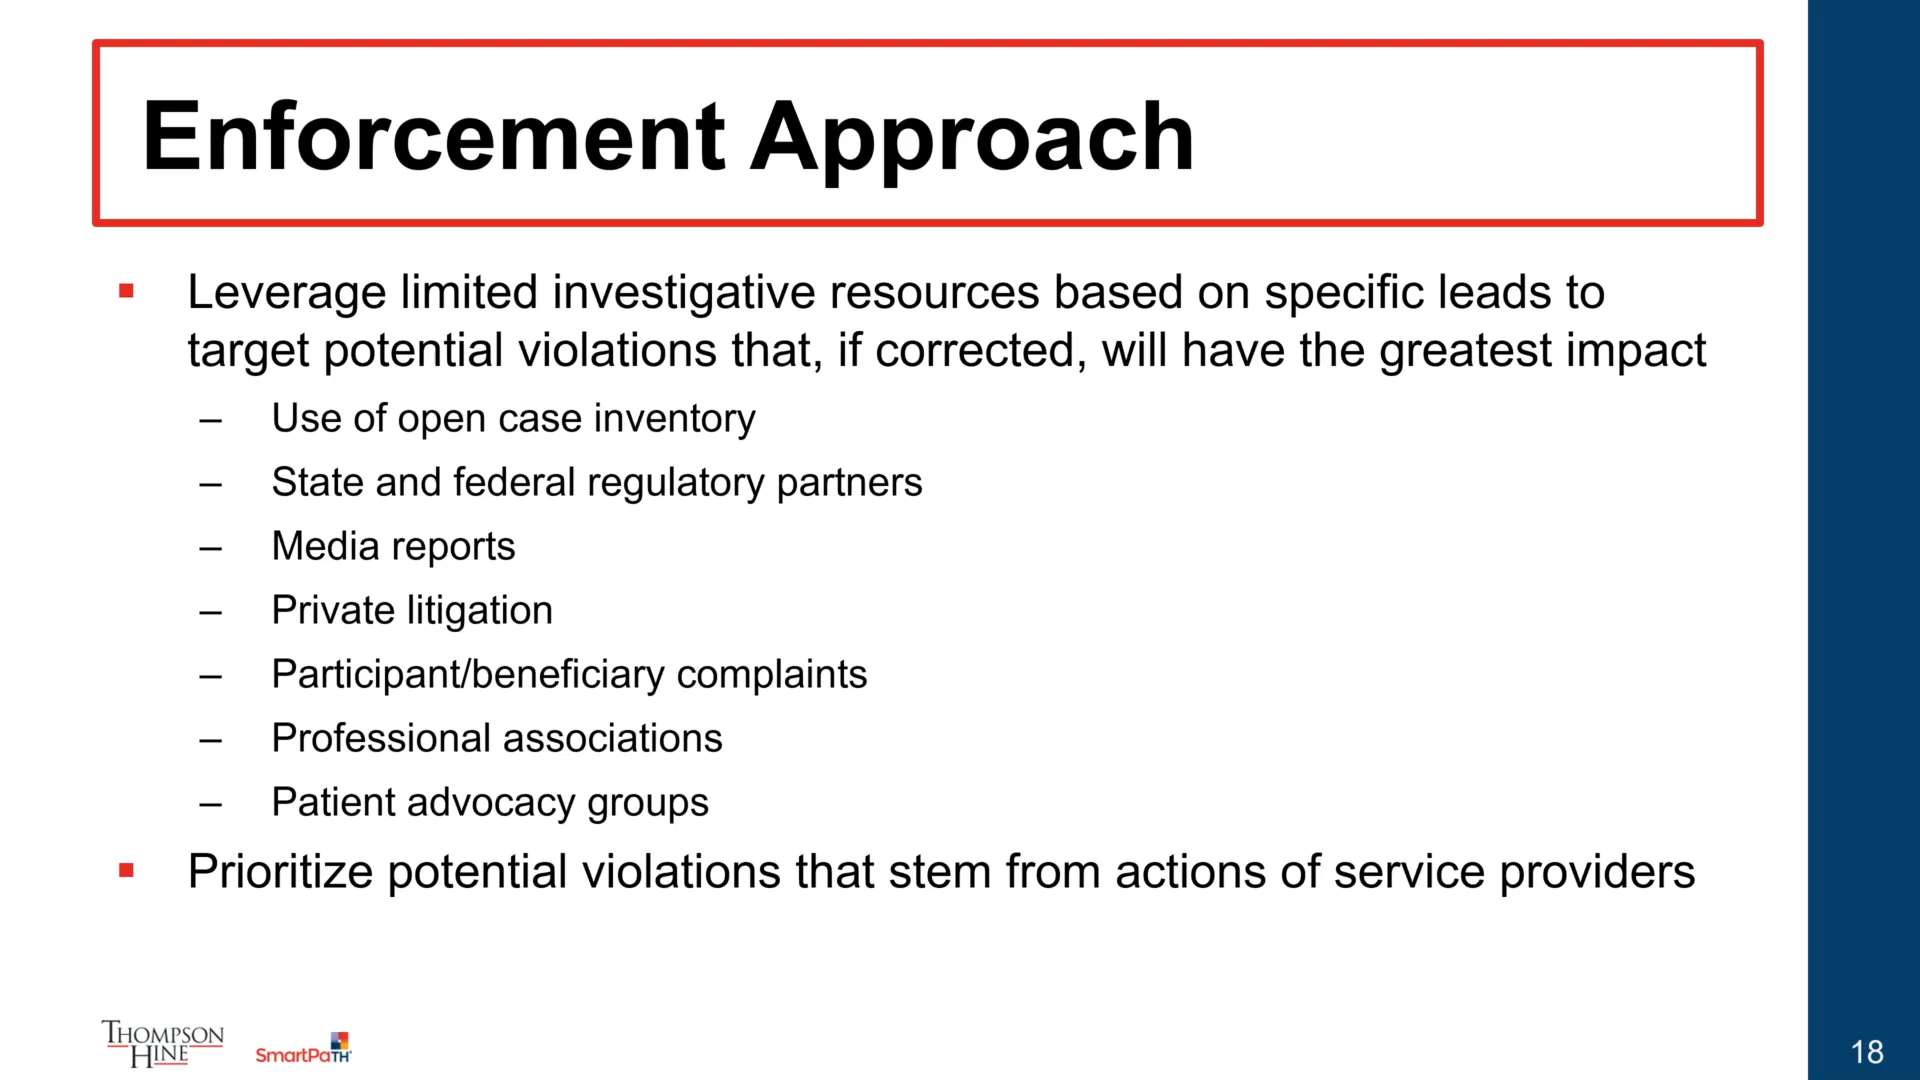 Enforcement Approach
▪ Leverage limited investigative resources based on specific leads to
target potential violations that, if corrected, will have the greatest impact
– Use of open case inventory
– State and federal regulatory partners
– Media reports
– Private litigation
– Participant/beneficiary complaints
– Professional associations
– Patient advocacy groups
▪ Prioritize potential violations that stem from actions of service providers
THOMPSON
HINE
SmartPaTH
18